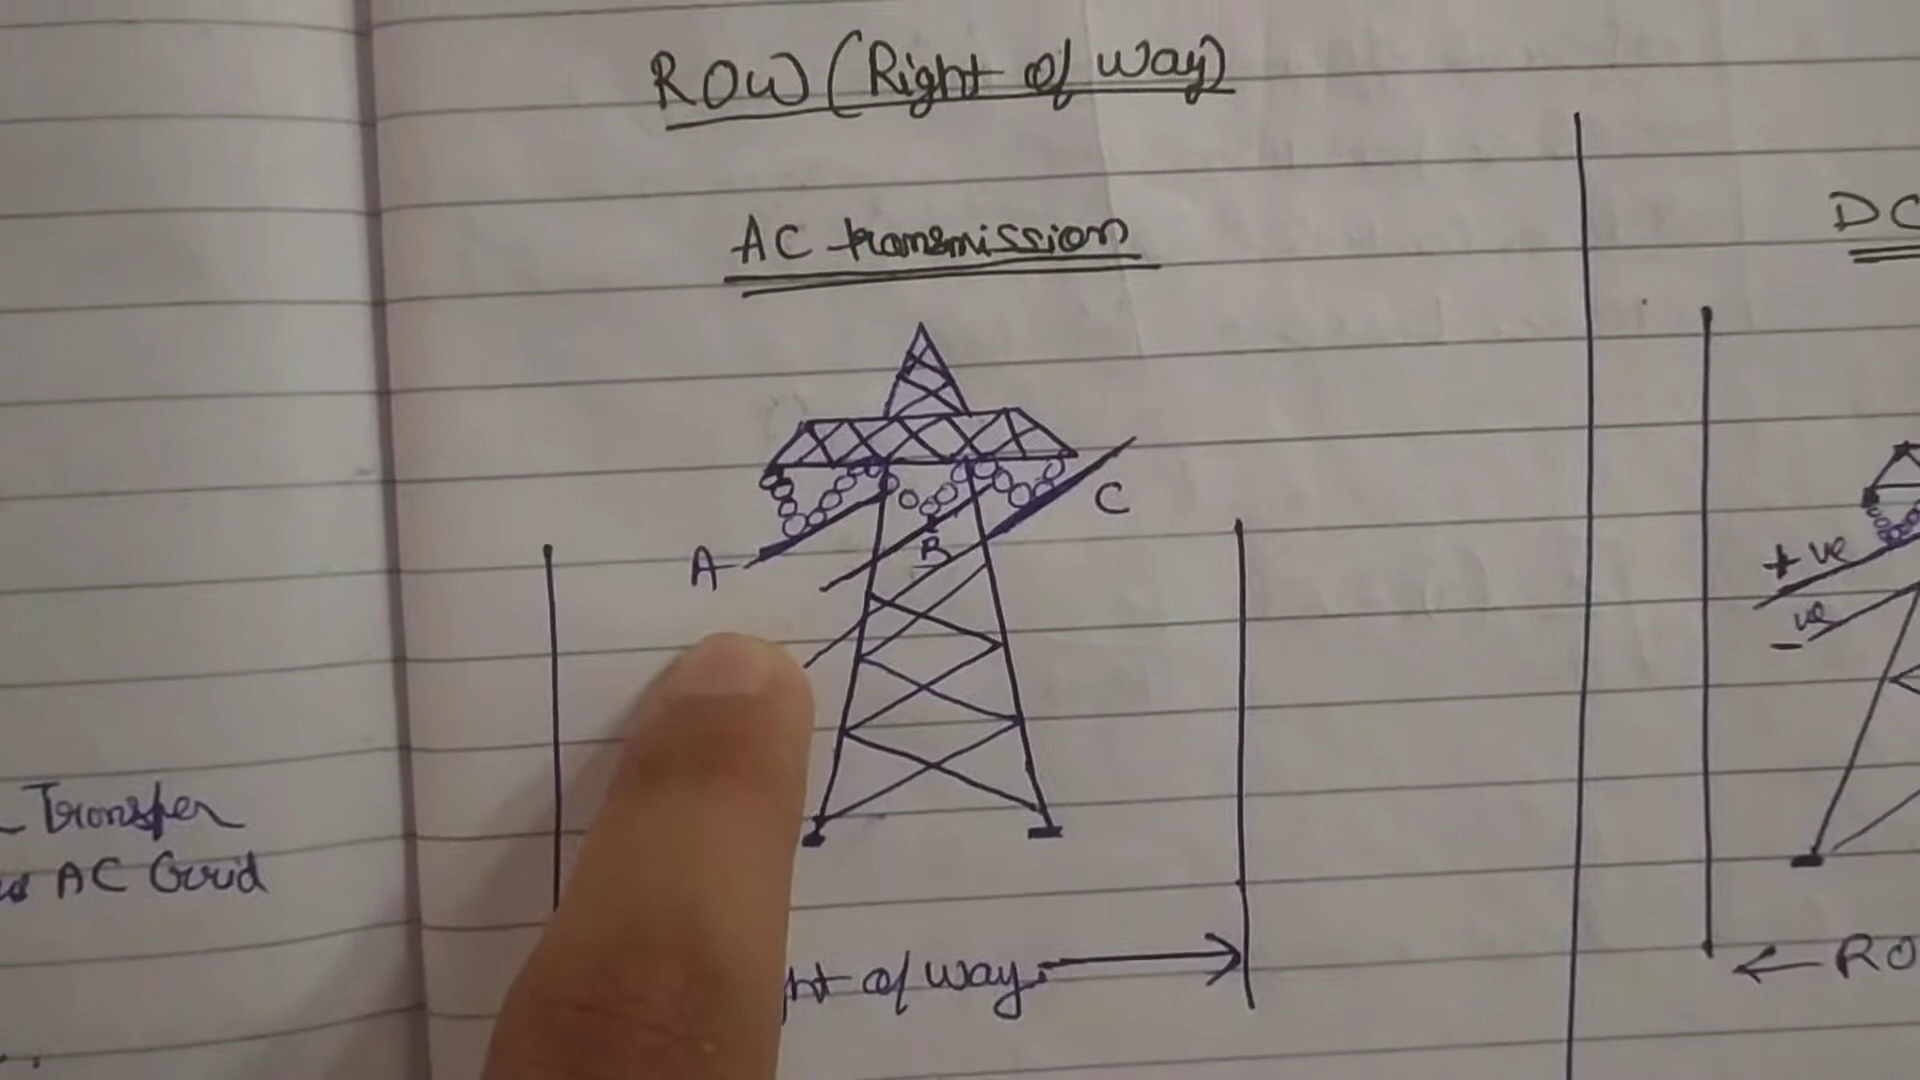 ROW (Right of Way)
AC transmission
A
B
C
ht of way
Transfer
AC Grid
DC
+ ve
- ve
RO